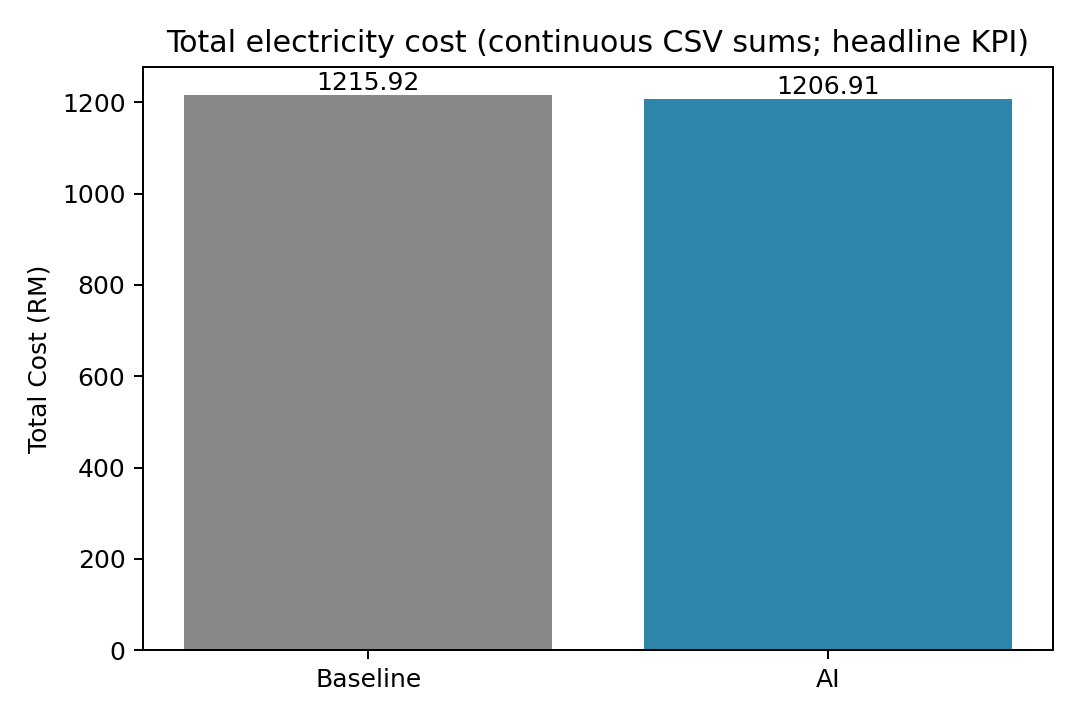 Total electricity cost (continuous CSV sums; headline KPI)
1215.92
1206.91
1200
1000
800
600
400
200
0
Total Cost (RM)
Baseline
AI